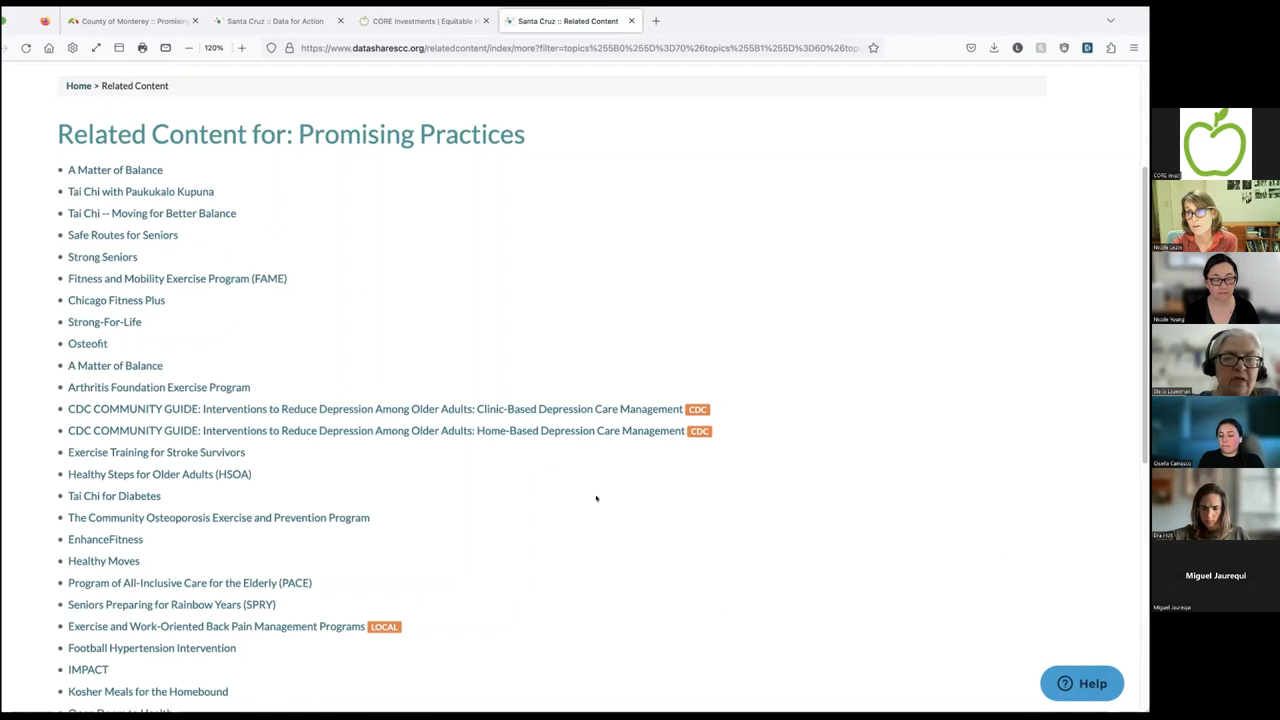 County of Monterey :: Promising
Santa Cruz :: Data for Action
CORE Investments | Equitable
Santa Cruz :: Related Content
120%
https://www.datasharescc.org/relatedcontent/index/more?filter=topics%255B0%255D%3D70%26topics%255B1%255D%3D60%26top
Home > Related Content
Related Content for: Promising Practices
A Matter of Balance
Tai Chi with Paukukalo Kupuna
Tai Chi -- Moving for Better Balance
Safe Routes for Seniors
Strong Seniors
Fitness and Mobility Exercise Program (FAME)
Chicago Fitness Plus
Strong-For-Life
Osteofit
A Matter of Balance
Arthritis Foundation Exercise Program
CDC COMMUNITY GUIDE: Interventions to Reduce Depression Among Older Adults: Clinic-Based Depression Care Management CDC
CDC COMMUNITY GUIDE: Interventions to Reduce Depression Among Older Adults: Home-Based Depression Care Management CDC
Exercise Training for Stroke Survivors
Healthy Steps for Older Adults (HSOA)
Tai Chi for Diabetes
The Community Osteoporosis Exercise and Prevention Program
EnhanceFitness
Healthy Moves
Program of All-Inclusive Care for the Elderly (PACE)
Seniors Preparing for Rainbow Years (SPRY)
Exercise and Work-Oriented Back Pain Management Programs LOCAL
Football Hypertension Intervention
IMPACT
Kosher Meals for the Homebound
Help
Nicole Young
Gisella Carrasco
Eva Holt
Miguel Jaurequi
Miguel Jaurequi